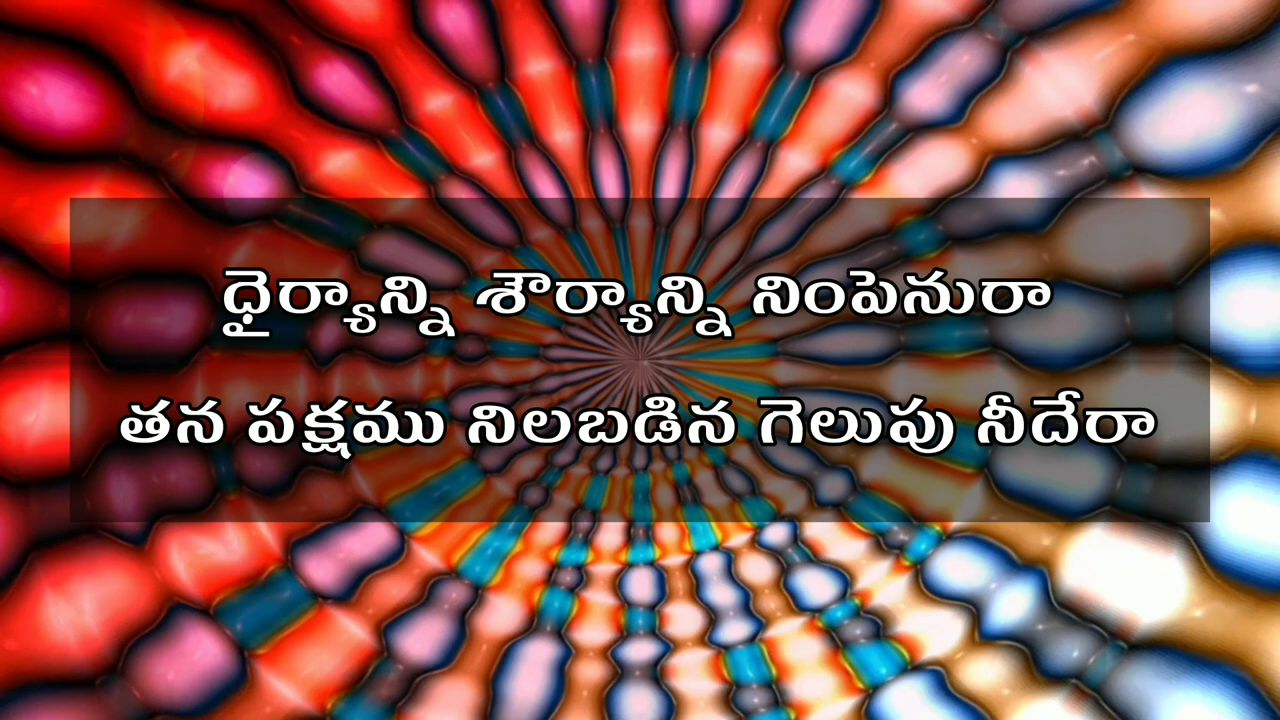 ధైర్యాన్ని శౌర్యాన్ని నింపెనురా
తన పక్షము నిలబడిన గెలుపు నీదేరా